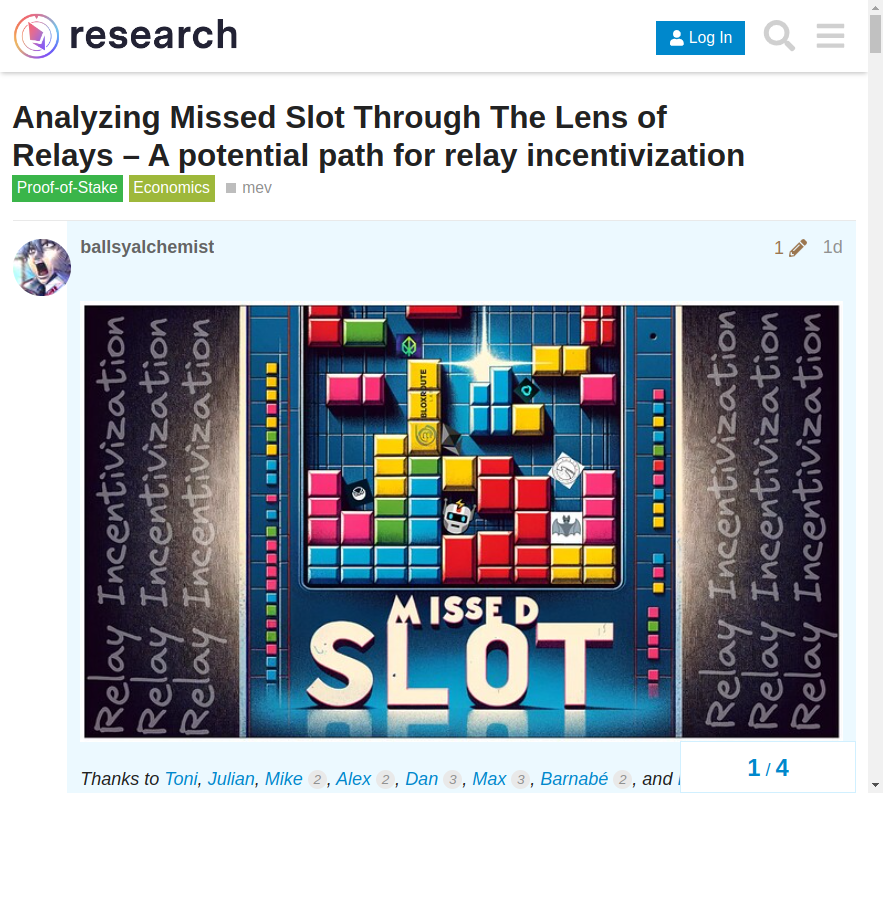 research
Log In
Analyzing Missed Slot Through The Lens of
Relays – A potential path for relay incentivization
Proof-of-Stake Economics mev
ballsyalchemist
1
1d
Relay Incentivization
Relay Incentivization
Relay Incentivization
BLOXROUTE
MISSED
SLOT
Relay Incentivization
Relay Incentivization
Relay Incentivization
Thanks to Toni, Julian, Mike 2, Alex 2, Dan 3, Max 3, Barnabé 2, and
1 / 4